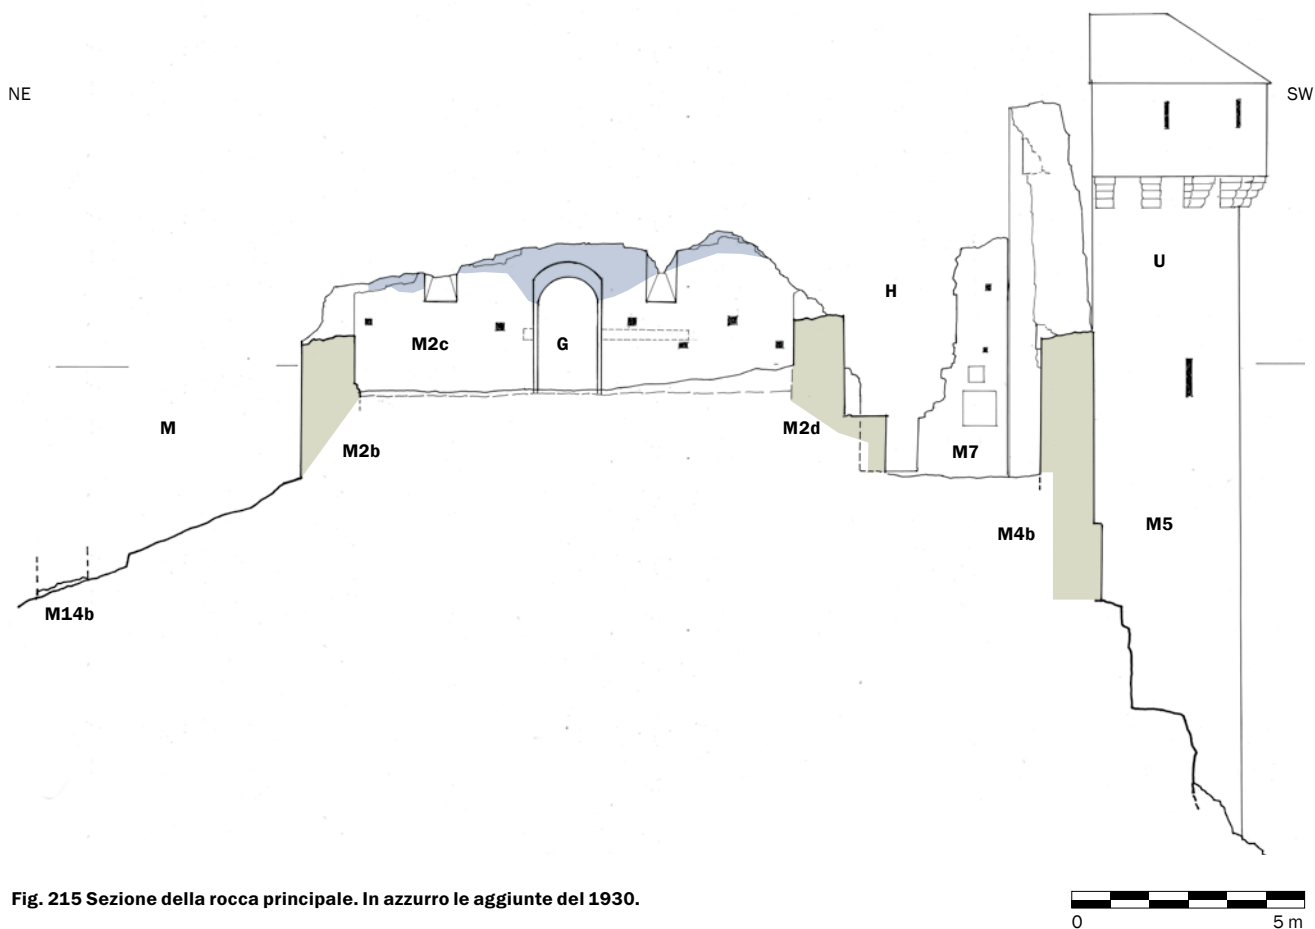 NE
SW
U
H
M2c
G
M
M2b
M2d
M7
M4b
M5
M14b
Fig. 215 Sezione della rocca principale. In azzurro le aggiunte del 1930.
0 5 m